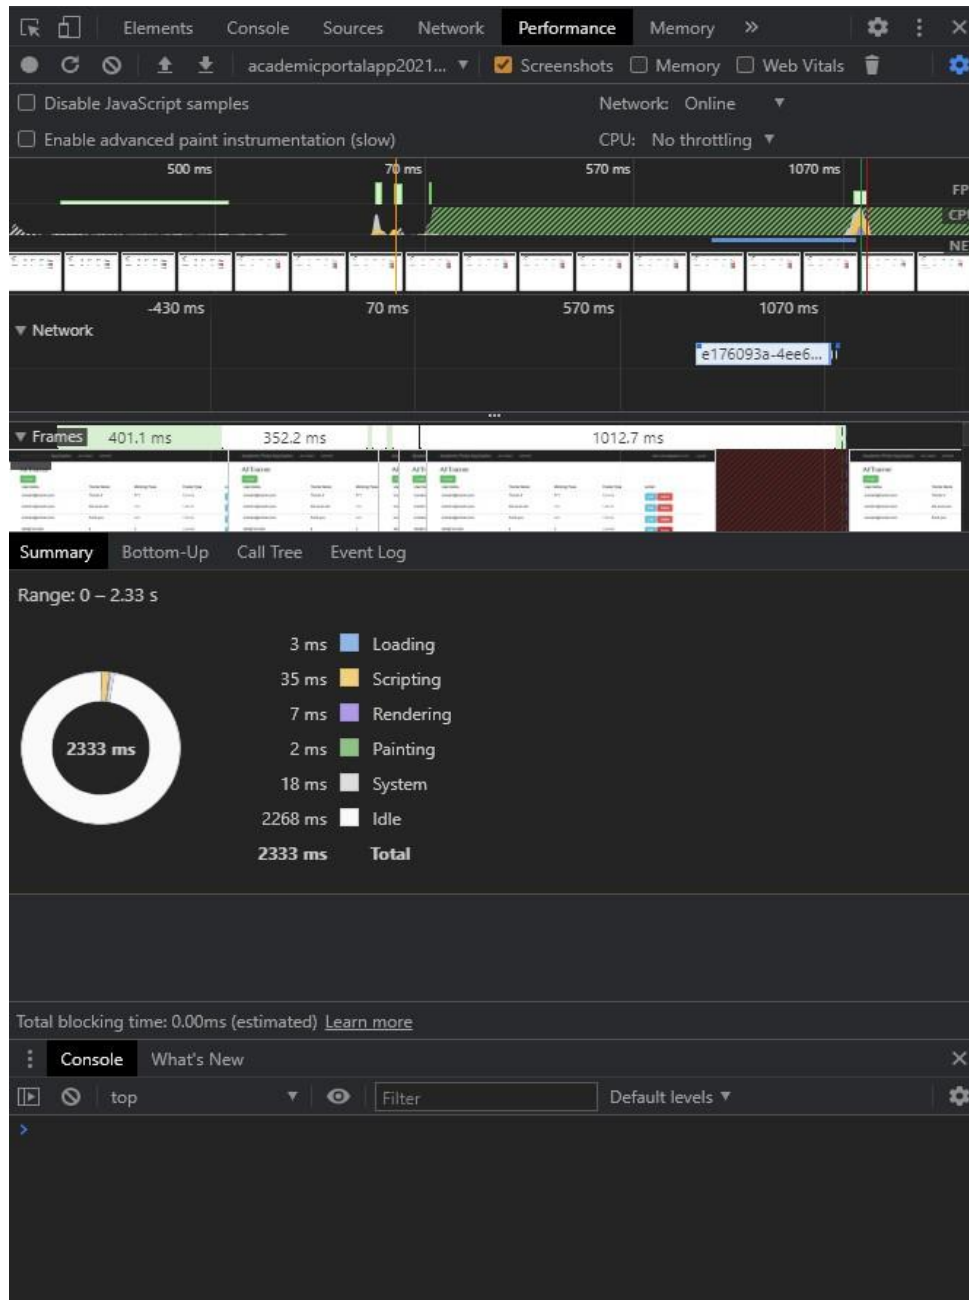 Elements Console Sources Network Performance Memory »
academicportalapp2021... ▼ Screenshots Memory Web Vitals
Disable JavaScript samples Network: Online ▼
Enable advanced paint instrumentation (slow) CPU: No throttling ▼
500 ms 70 ms 570 ms 1070 ms
FP
CP
NE
-430 ms 70 ms 570 ms 1070 ms
▼ Network
e176093a-4ee6...
▼ Frames 401.1 ms 352.2 ms 1012.7 ms
Summary Bottom-Up Call Tree Event Log
Range: 0 – 2.33 s
3 ms Loading
35 ms Scripting
7 ms Rendering
2333 ms
2 ms Painting
18 ms System
2268 ms Idle
2333 ms Total
Total blocking time: 0.00ms (estimated) Learn more
Console What's New
top ▼ Filter Default levels ▼